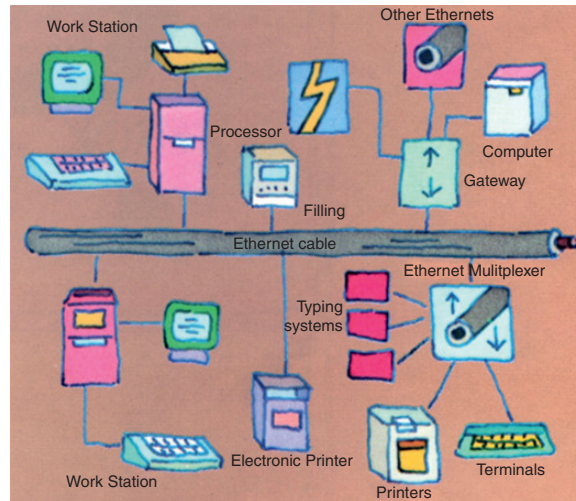 Other Ethernets
Work Station
Processor
Computer
Gateway
Filling
Ethernet cable
Ethernet Mulitplexer
Typing
systems
Electronic Printer
Terminals
Work Station
Printers